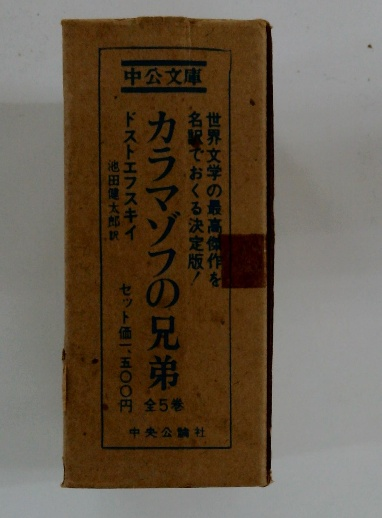 中公文庫
世界文学の最高傑作を
名訳でおくる決定版!
カラマゾフの兄弟
全5巻
ドストエフスキイ
池田健太郎訳
セット価一、五〇〇円
中央公論社